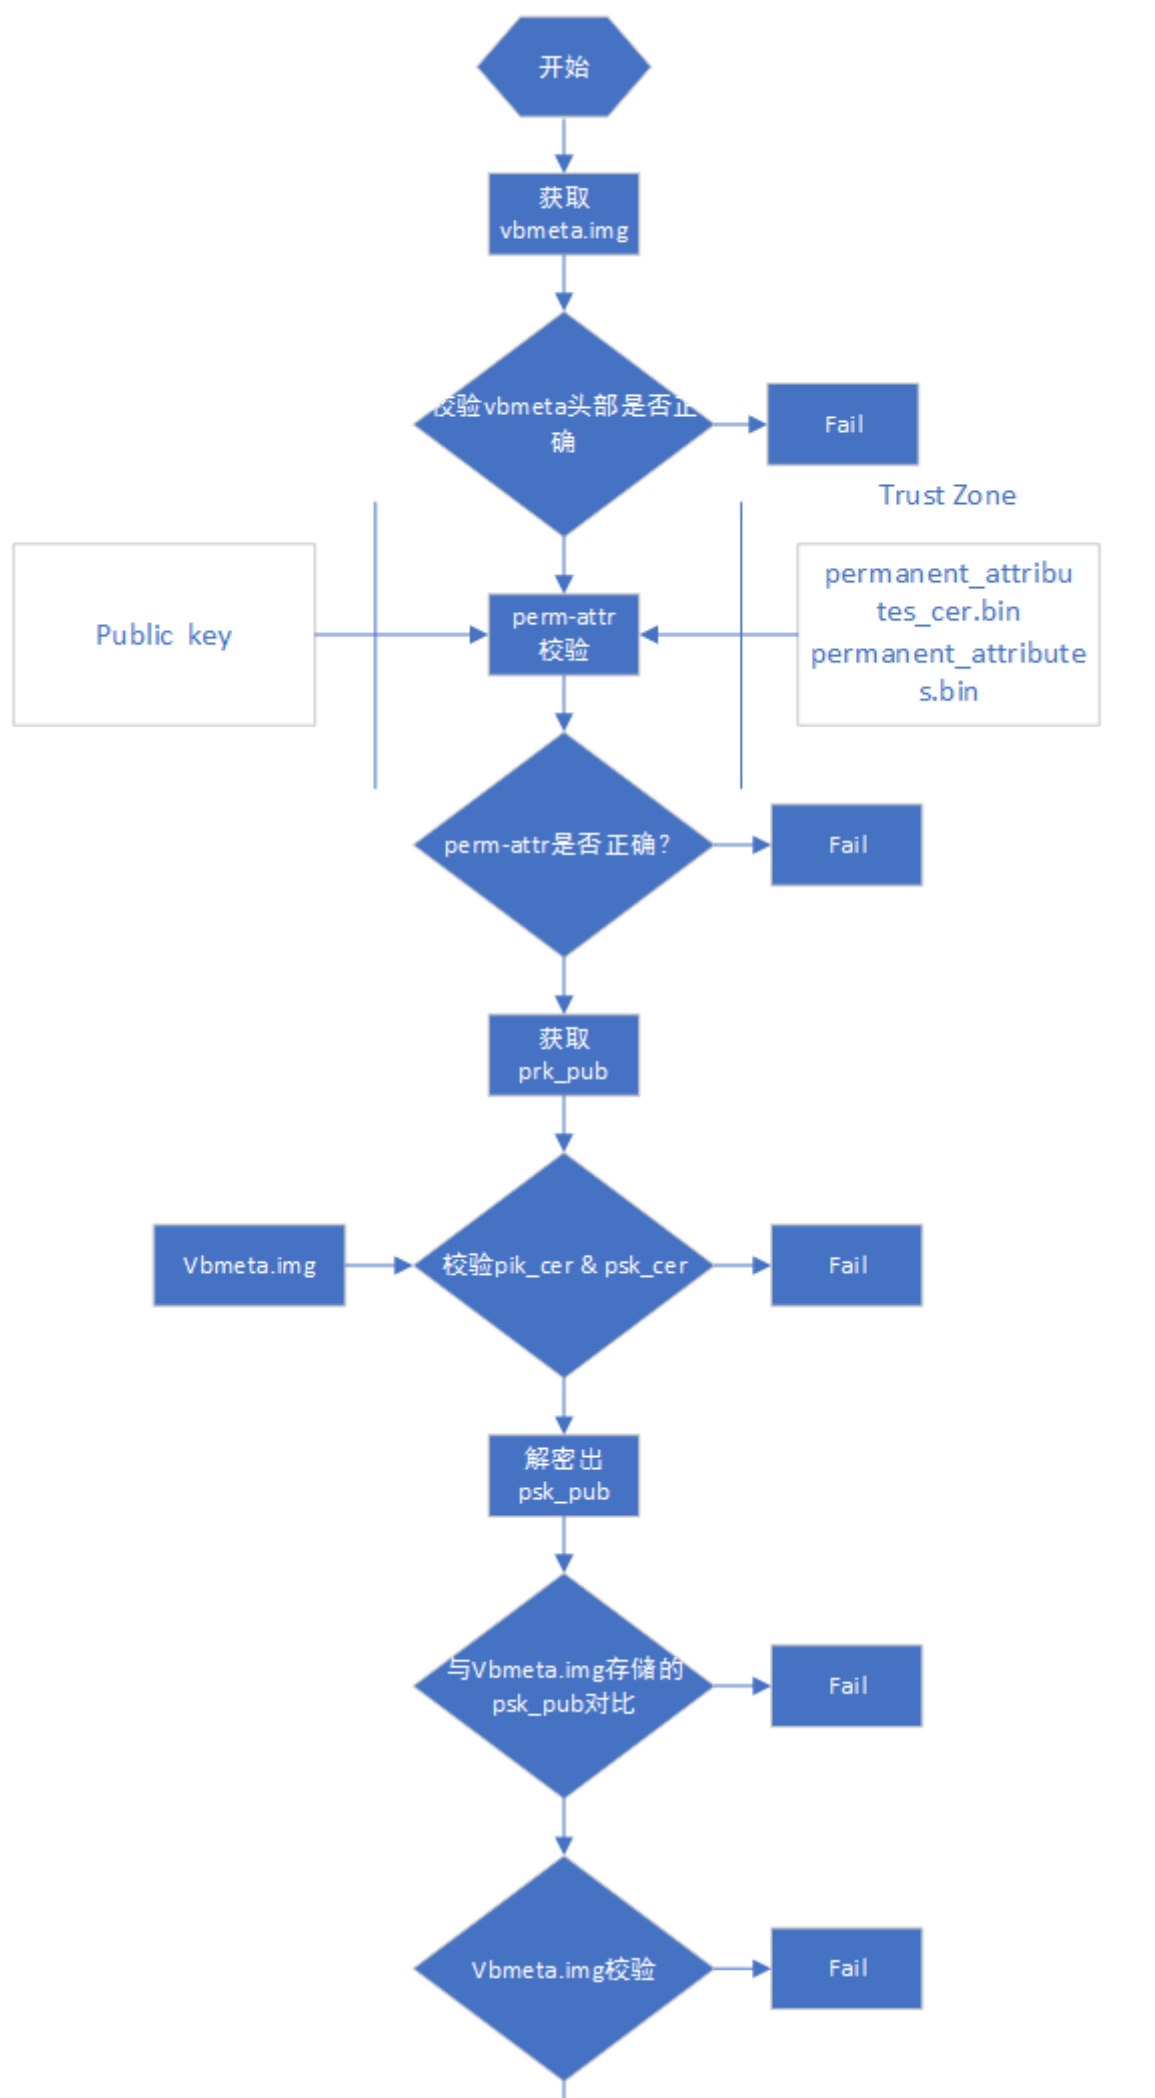 开始
获取
vbmeta.img
校验vbmeta头部是否正
确
Fail
Trust Zone
Public key
perm-attr
校验
permanent_attribu
tes_cer.bin
permanent_attribute
s.bin
perm-attr是否正确?
Fail
获取
prk_pub
Vbmeta.img
校验pik_cer & psk_cer
Fail
解密出
psk_pub
与Vbmeta.img存储的
psk_pub对比
Fail
Vbmeta.img校验
Fail